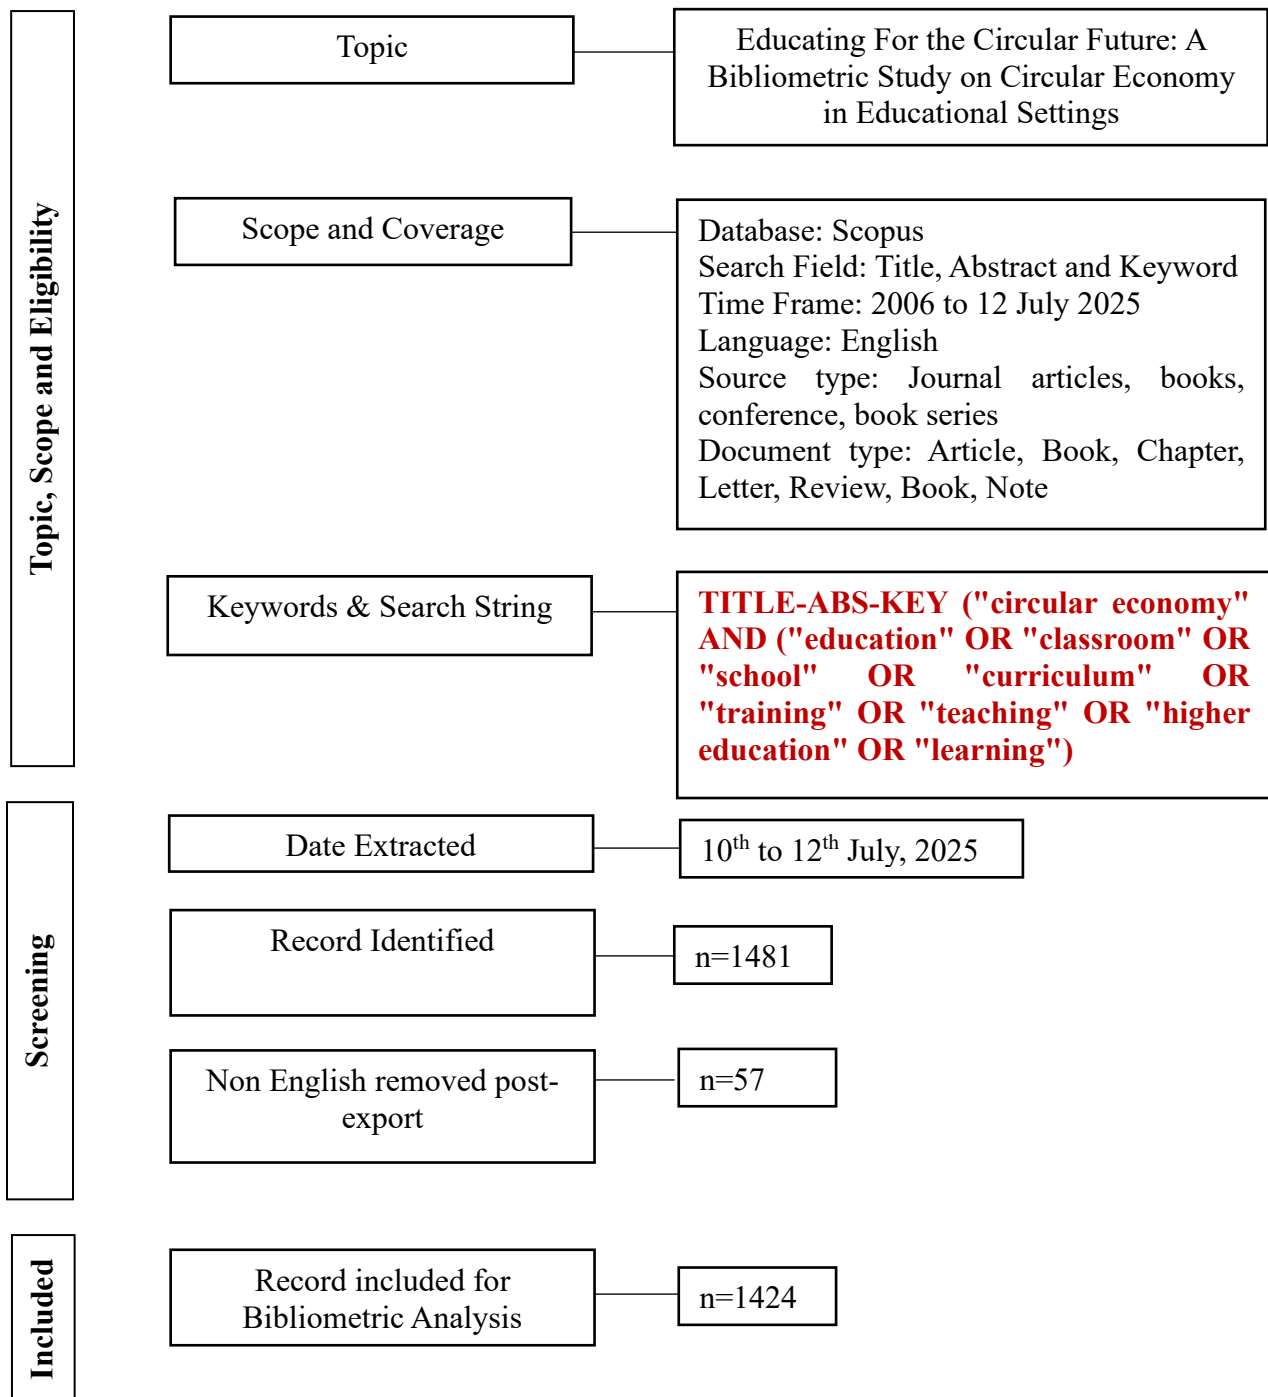 Topic, Scope and Eligibility
Topic
Educating For the Circular Future: A
Bibliometric Study on Circular Economy
in Educational Settings
Scope and Coverage
Database: Scopus
Search Field: Title, Abstract and Keyword
Time Frame: 2006 to 12 July 2025
Language: English
Source type: Journal articles, books,
conference, book series
Document type: Article, Book, Chapter,
Letter, Review, Book, Note
Keywords & Search String
TITLE-ABS-KEY ("circular economy"
AND ("education" OR "classroom" OR
"school" OR "curriculum" OR
"training" OR "teaching" OR "higher
education" OR "learning")
Screening
Date Extracted
10th to 12th July, 2025
Record Identified
n=1481
Non English removed post-
export
n=57
Included
Record included for
Bibliometric Analysis
n=1424